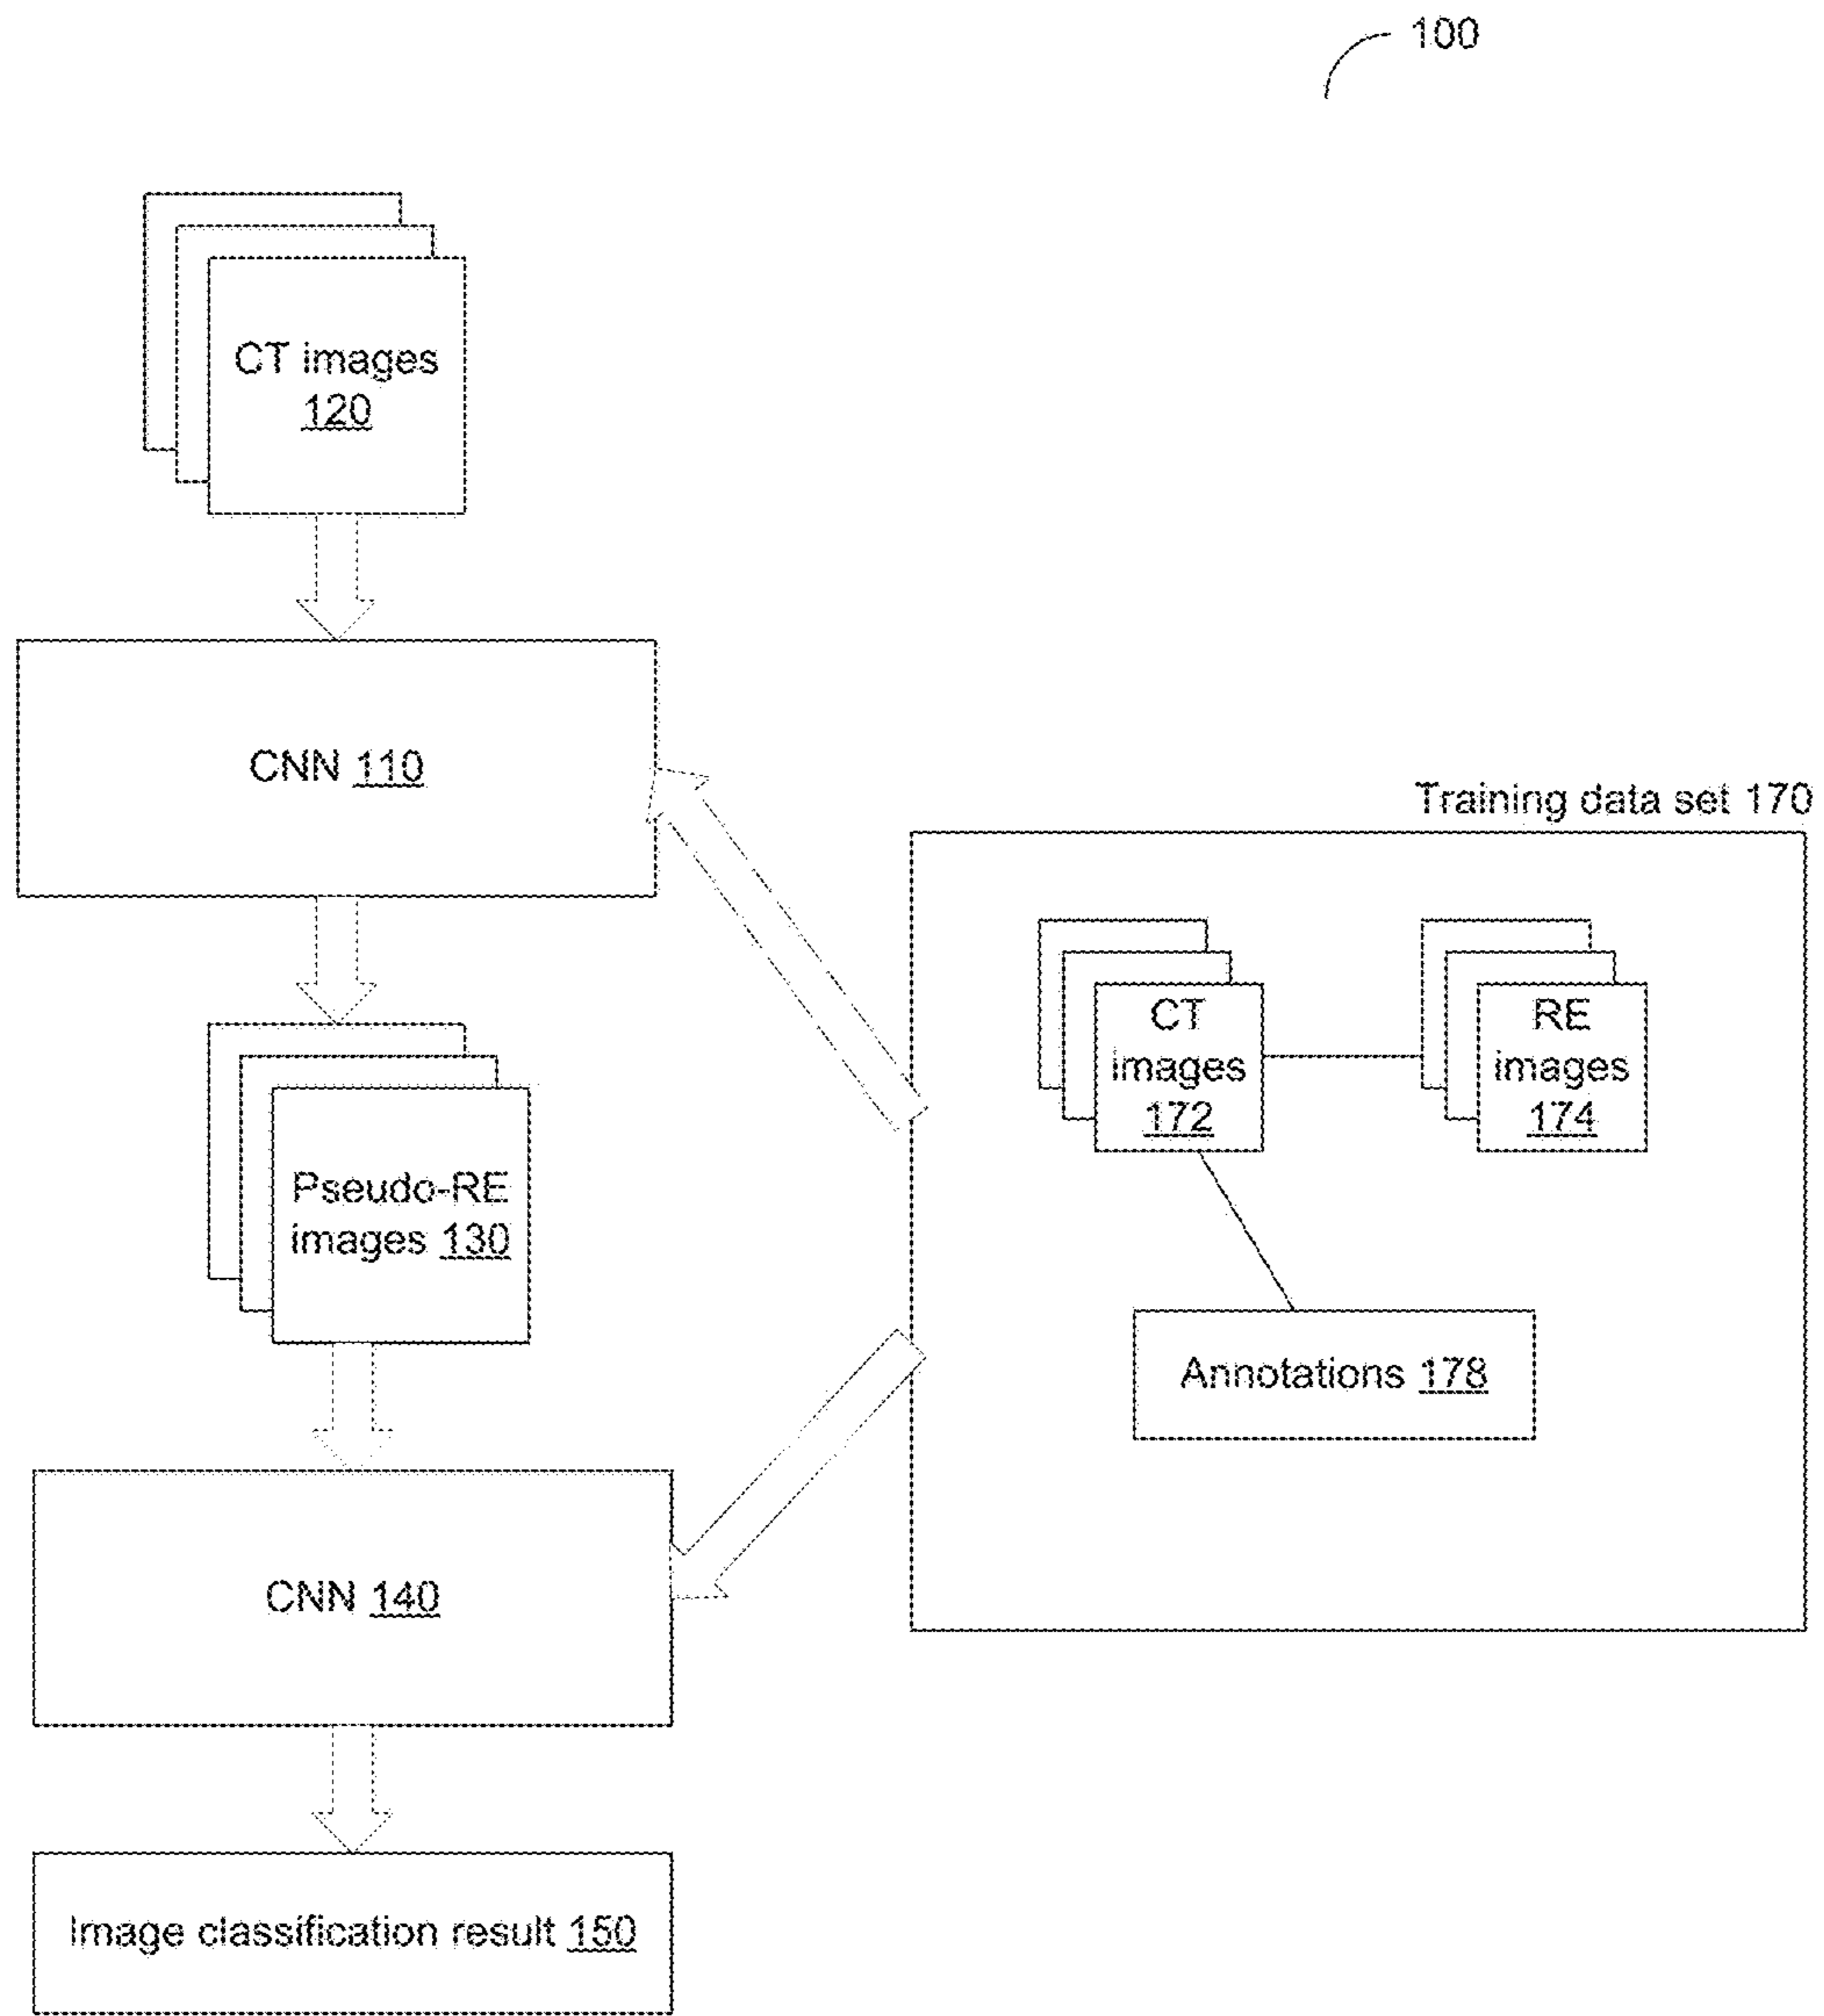 100
CT images
120
CNN 110
Training data set 170
CT
images
172
RE
images
174
Pseudo-RE
images 130
Annotations 178
CNN 140
Image classification result 150